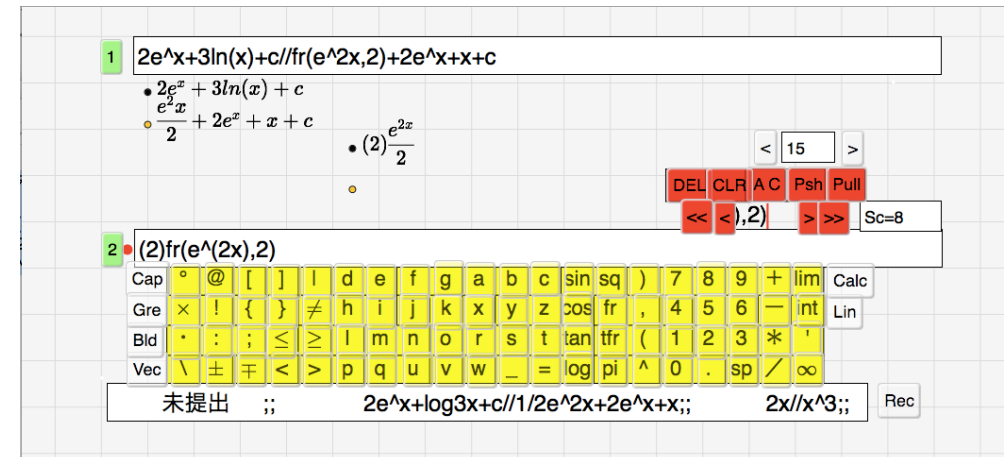 1 2e^x+3ln(x)+c//fr(e^2x,2)+2e^x+x+c
2e^x + 3ln(x) + c
e^2x/2 + 2e^x + x + c
(2)e^{2x}/2
< 15 >
DEL CLR A C Psh Pull
<< < ),2) > >> Sc=8
2 (2)fr(e^(2x),2)
Cap ° @ [ ] | d e f g a b c sin sq ) 7 8 9 + lim Calc
Gre × ! { } ≠ h i j k x y z cos fr , 4 5 6 — int Lin
Bld · : ; ≤ ≥ l m n o r s t tan tfr ( 1 2 3 * '
Vec \ ± ∓ < > p q u v w _ = log pi ^ 0 . sp / ∞
未提出 ;; 2e^x+log3x+c//1/2e^2x+2e^x+x;; 2x//x^3;; Rec